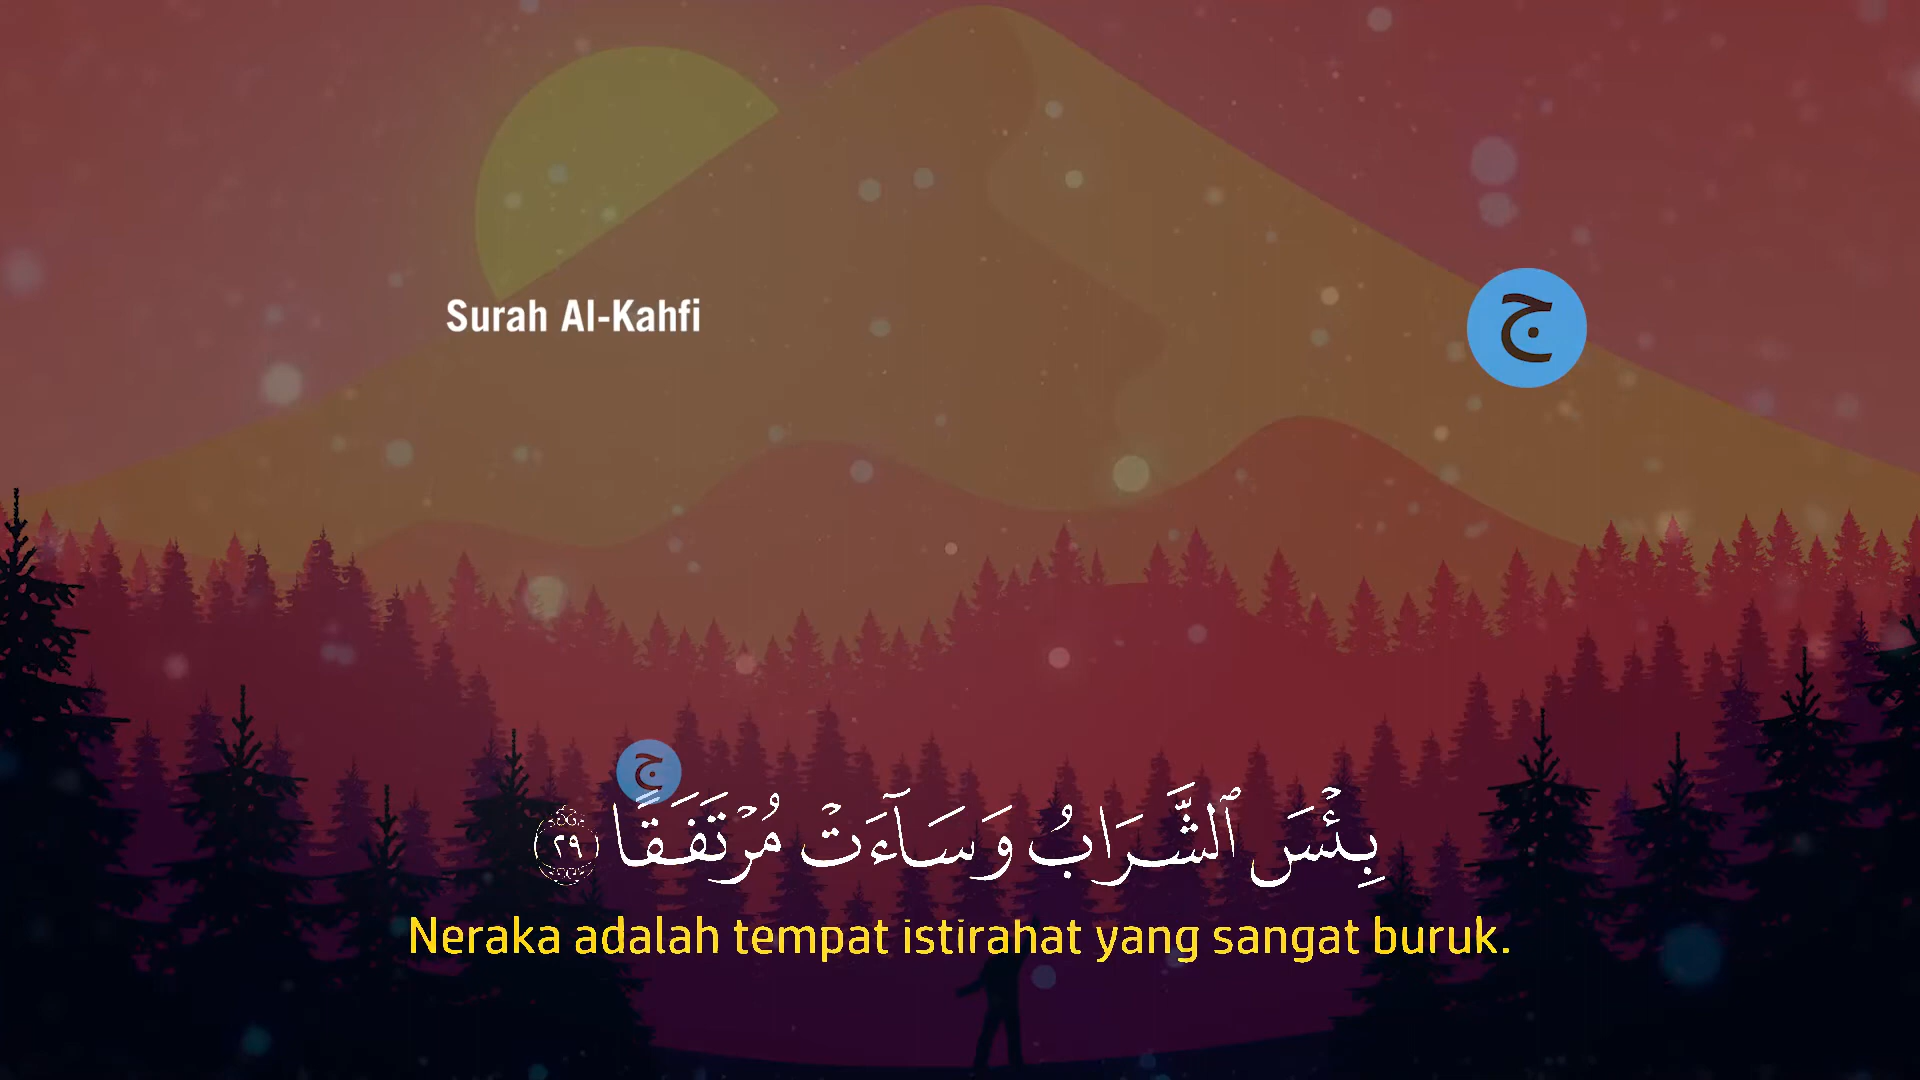 Surah Al-Kahfi
ج
ج
بِئْسَ ٱلشَّرَابُ وَسَآءَتْ مُرْتَفَقًا ٢٩
Neraka adalah tempat istirahat yang sangat buruk.